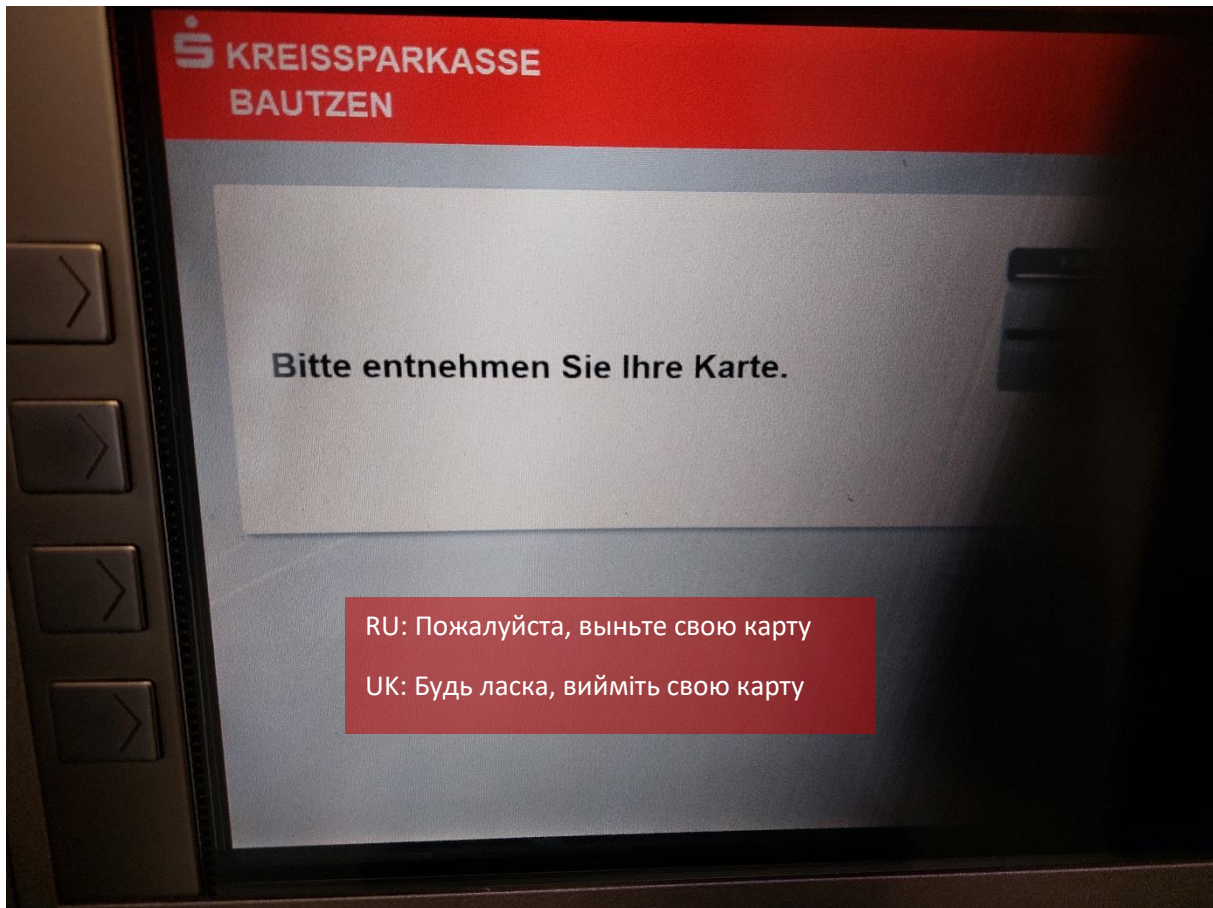 KREISSPARKASSE
BAUTZEN
Bitte entnehmen Sie Ihre Karte.
RU: Пожалуйста, выньте свою карту
UK: Будь ласка, вийміть свою карту